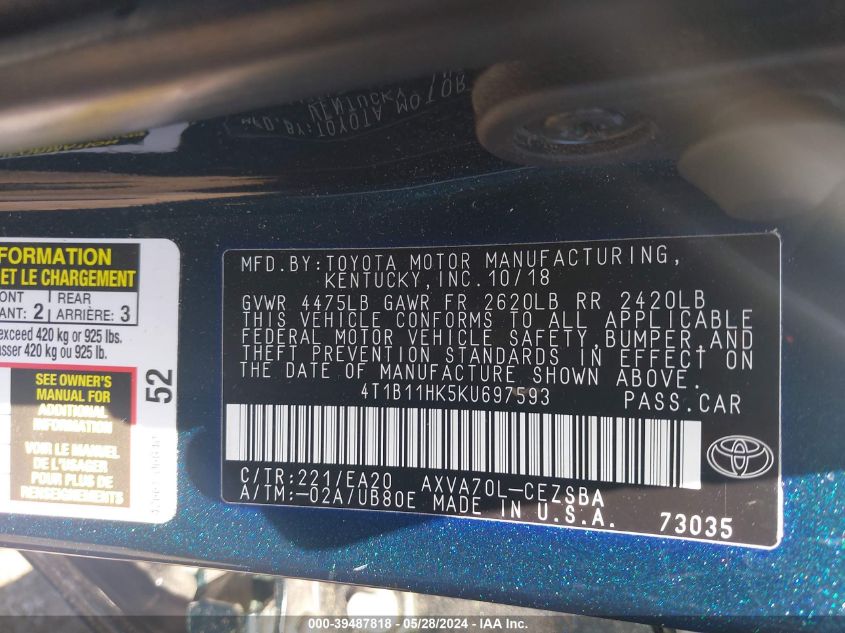 FORMATION
ET LE CHARGEMENT
2
REAR
ARRIÈRE: 3
exceed 420 kg or 925 lbs.
420 kg ou 925 lb.
SEE OWNER'S
MANUAL FOR
ADDITIONAL
INFORMATION
VOIR LE MANUEL
DE L'USAGER
POUR PLUS DE
RENSEIGNEMENTS
52
MFD.BY:TOYOTA MOTOR MANUFACTURING,
KENTUCKY, INC. 10/18
GVWR 4475LB GAWR FR 2620LB RR 2420LB
THIS VEHICLE CONFORMS TO ALL APPLICABLE
FEDERAL MOTOR VEHICLE SAFETY,BUMPER,AND
THEFT PREVENTION STANDARDS IN EFFECT ON
THE DATE OF MANUFACTURE SHOWN ABOVE.
4T1B11HK5KU697593 PASS.CAR
C/TR:221/EA20 AXVA70L-CEZSBA
A/TM:-02A/UB80E MADE IN U.S.A. 73035
000-39487818 - 05/28/2024 - IAA Inc.